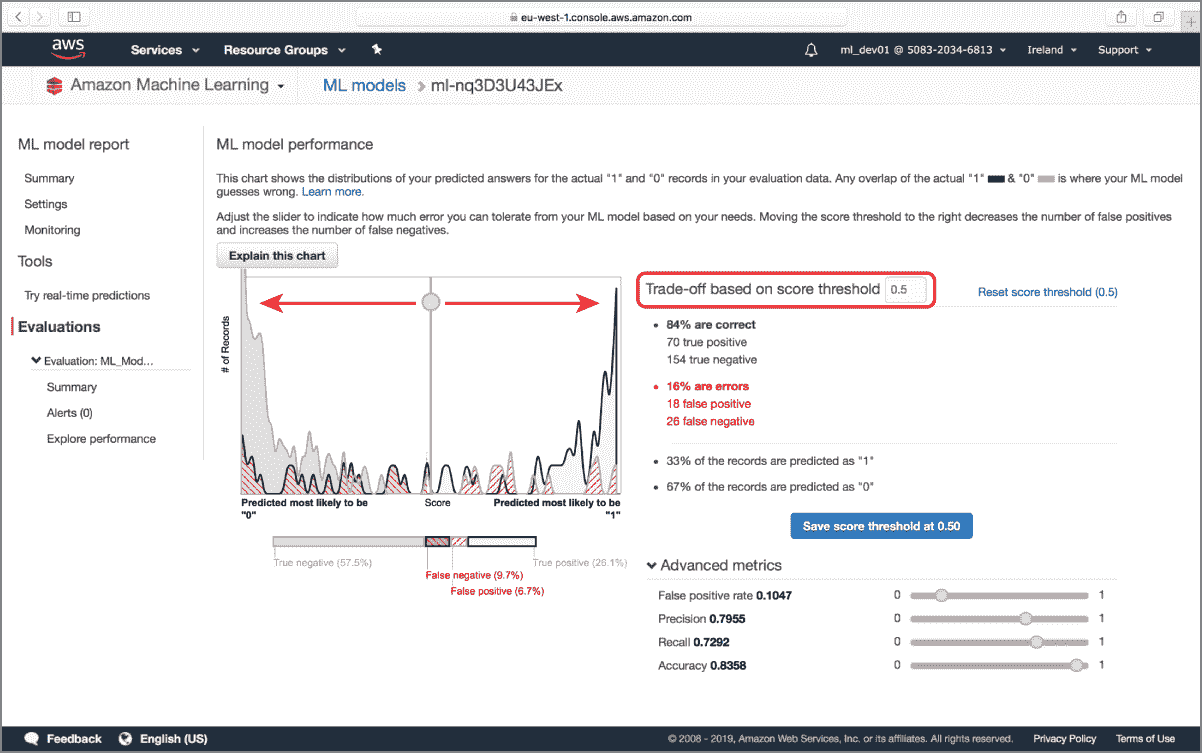 eu-west-1.console.aws.amazon.com
aws Services Resource Groups ml_dev01 @ 5083-2034-6813 Ireland Support
Amazon Machine Learning ML models > ml-nq3D3U43JEx
ML model report
Summary
Settings
Monitoring
Tools
Try real-time predictions
Evaluations
Evaluation: ML_Mod...
Summary
Alerts (0)
Explore performance
ML model performance
This chart shows the distributions of your predicted answers for the actual "1" and "0" records in your evaluation data. Any overlap of the actual "1" & "0" is where your ML model
guesses wrong. Learn more.
Adjust the slider to indicate how much error you can tolerate from your ML model based on your needs. Moving the score threshold to the right decreases the number of false positives
and increases the number of false negatives.
Explain this chart
# of Records
Predicted most likely to be "0"
Score
Predicted most likely to be "1"
True negative (57.5%)
True positive (26.1%)
False negative (9.7%)
False positive (6.7%)
Trade-off based on score threshold 0.5
Reset score threshold (0.5)
• 84% are correct
70 true positive
154 true negative
• 16% are errors
18 false positive
26 false negative
• 33% of the records are predicted as "1"
• 67% of the records are predicted as "0"
Save score threshold at 0.50
Advanced metrics
False positive rate 0.1047 0 1
Precision 0.7955 0 1
Recall 0.7292 0 1
Accuracy 0.8358 0 1
Feedback English (US) © 2008 - 2019, Amazon Web Services, Inc. or its affiliates. All rights reserved. Privacy Policy Terms of Use